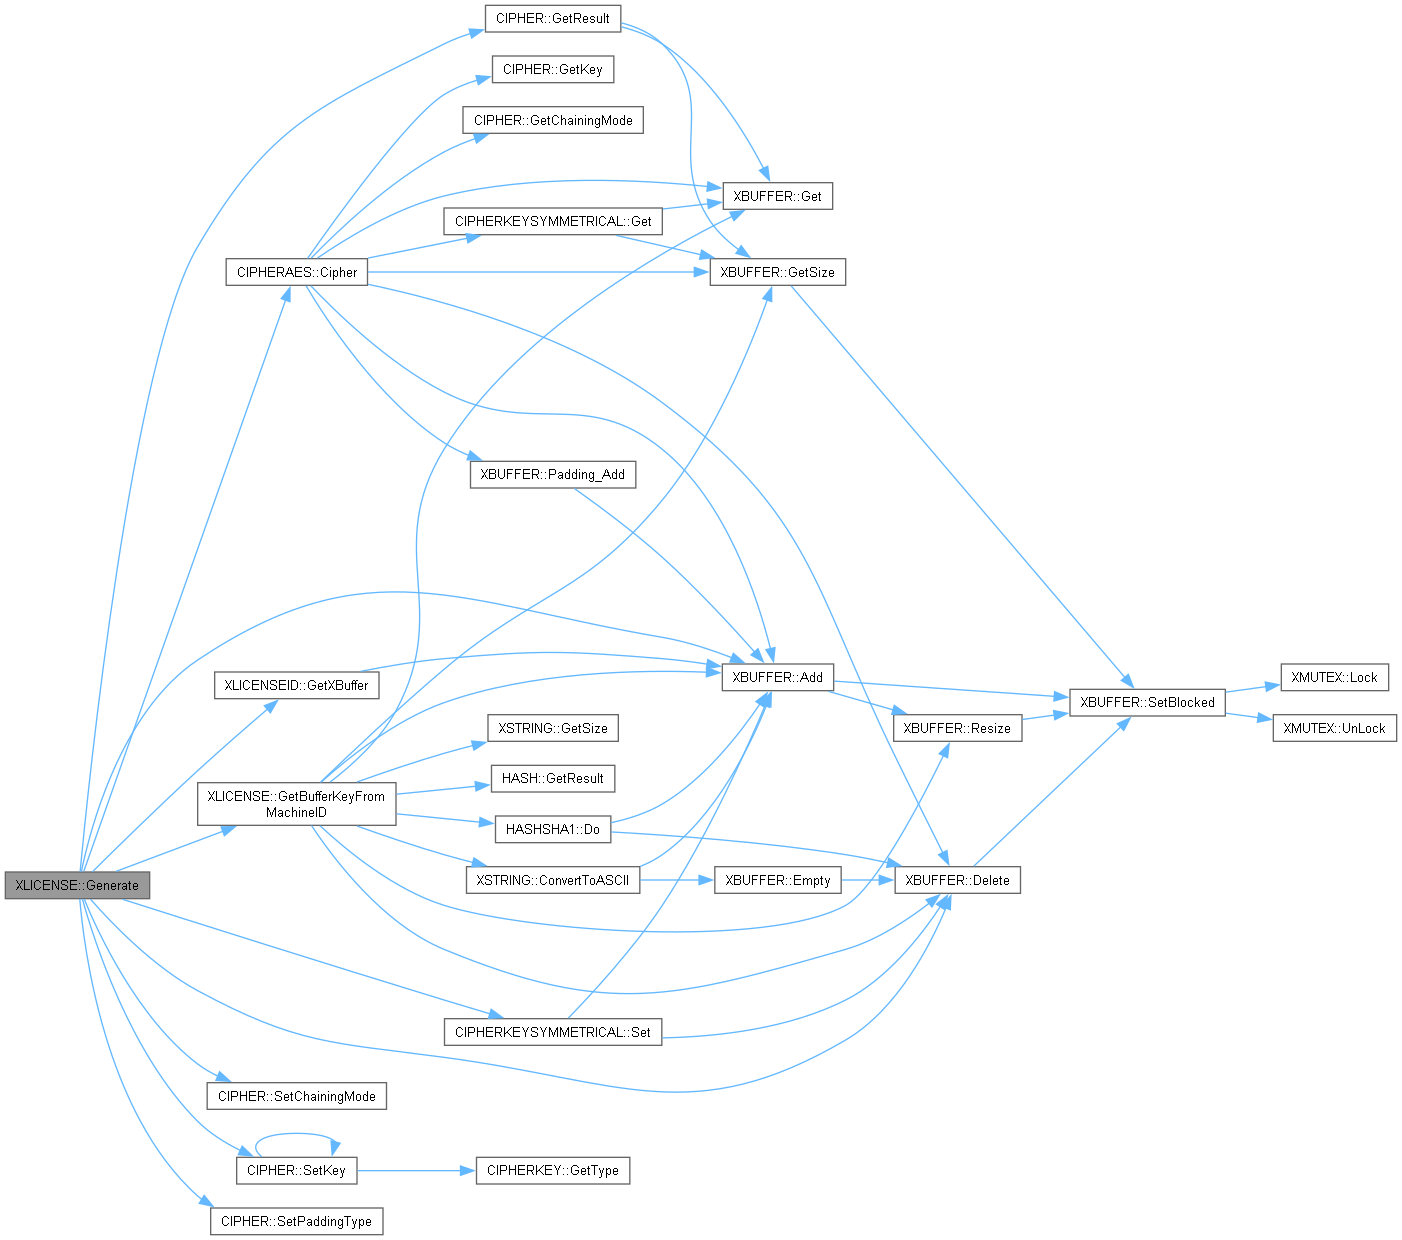 CIPHER::GetResult
CIPHER::GetKey
CIPHER::GetChainingMode
XBUFFER::Get
CIPHERKEYSYMMETRICAL::Get
CIPHERAES::Cipher
XBUFFER::GetSize
XBUFFER::Padding_Add
XLICENSEID::GetXBuffer
XBUFFER::Add
XMUTEX::Lock
XBUFFER::SetBlocked
XSTRING::GetSize
XBUFFER::Resize
XMUTEX::UnLock
HASH::GetResult
XLICENSE::GetBufferKeyFrom
MachineID
HASHSHA1::Do
XLICENSE::Generate
XSTRING::ConvertToASCII
XBUFFER::Empty
XBUFFER::Delete
CIPHERKEYSYMMETRICAL::Set
CIPHER::SetChainingMode
CIPHER::SetKey
CIPHERKEY::GetType
CIPHER::SetPaddingType